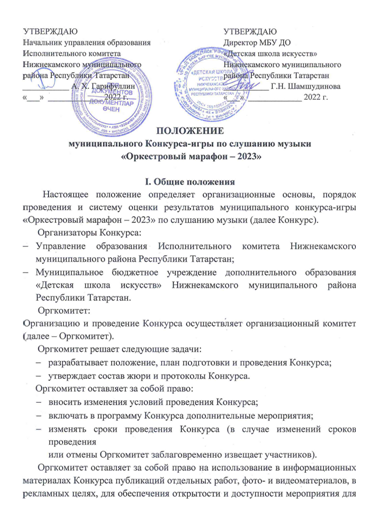 УТВЕРЖДАЮ
Начальник управления образования
Исполнительного комитета
Нижнекамского муниципального
района Республики Татарстан
А. Х. Гарифуллин
«___» __________ 2022 г.
УТВЕРЖДАЮ
Директор МБУ ДО
«Детская школа искусств»
Нижнекамского муниципального
района Республики Татарстан
Г.Н. Шамшудинова
«___» __________ 2022 г.
ДОКУМЕНТОВ
ДОКУМЕНТЛАР
ӨЧЕН
ПОЛОЖЕНИЕ
муниципального Конкурса-игры по слушанию музыки
«Оркестровый марафон – 2023»
I. Общие положения
Настоящее положение определяет организационные основы, порядок
проведения и систему оценки результатов муниципального конкурса-игры
«Оркестровый марафон – 2023» по слушанию музыки (далее Конкурс).
Организаторы Конкурса:
– Управление образования Исполнительного комитета Нижнекамского
муниципального района Республики Татарстан;
– Муниципальное бюджетное учреждение дополнительного образования
«Детская школа искусств» Нижнекамского муниципального района
Республики Татарстан.
Оргкомитет:
Организацию и проведение Конкурса осуществляет организационный комитет
(далее – Оргкомитет).
Оргкомитет решает следующие задачи:
– разрабатывает положение, план подготовки и проведения Конкурса;
– утверждает состав жюри и протоколы Конкурса.
Оргкомитет оставляет за собой право:
– вносить изменения условий проведения Конкурса;
– включать в программу Конкурса дополнительные мероприятия;
– изменять сроки проведения Конкурса (в случае изменений сроков
проведения
или отмены Оргкомитет заблаговременно извещает участников).
Оргкомитет оставляет за собой право на использование в информационных
материалах Конкурса публикаций отдельных работ, фото- и видеоматериалов, в
рекламных целях, для обеспечения открытости и доступности мероприятия для